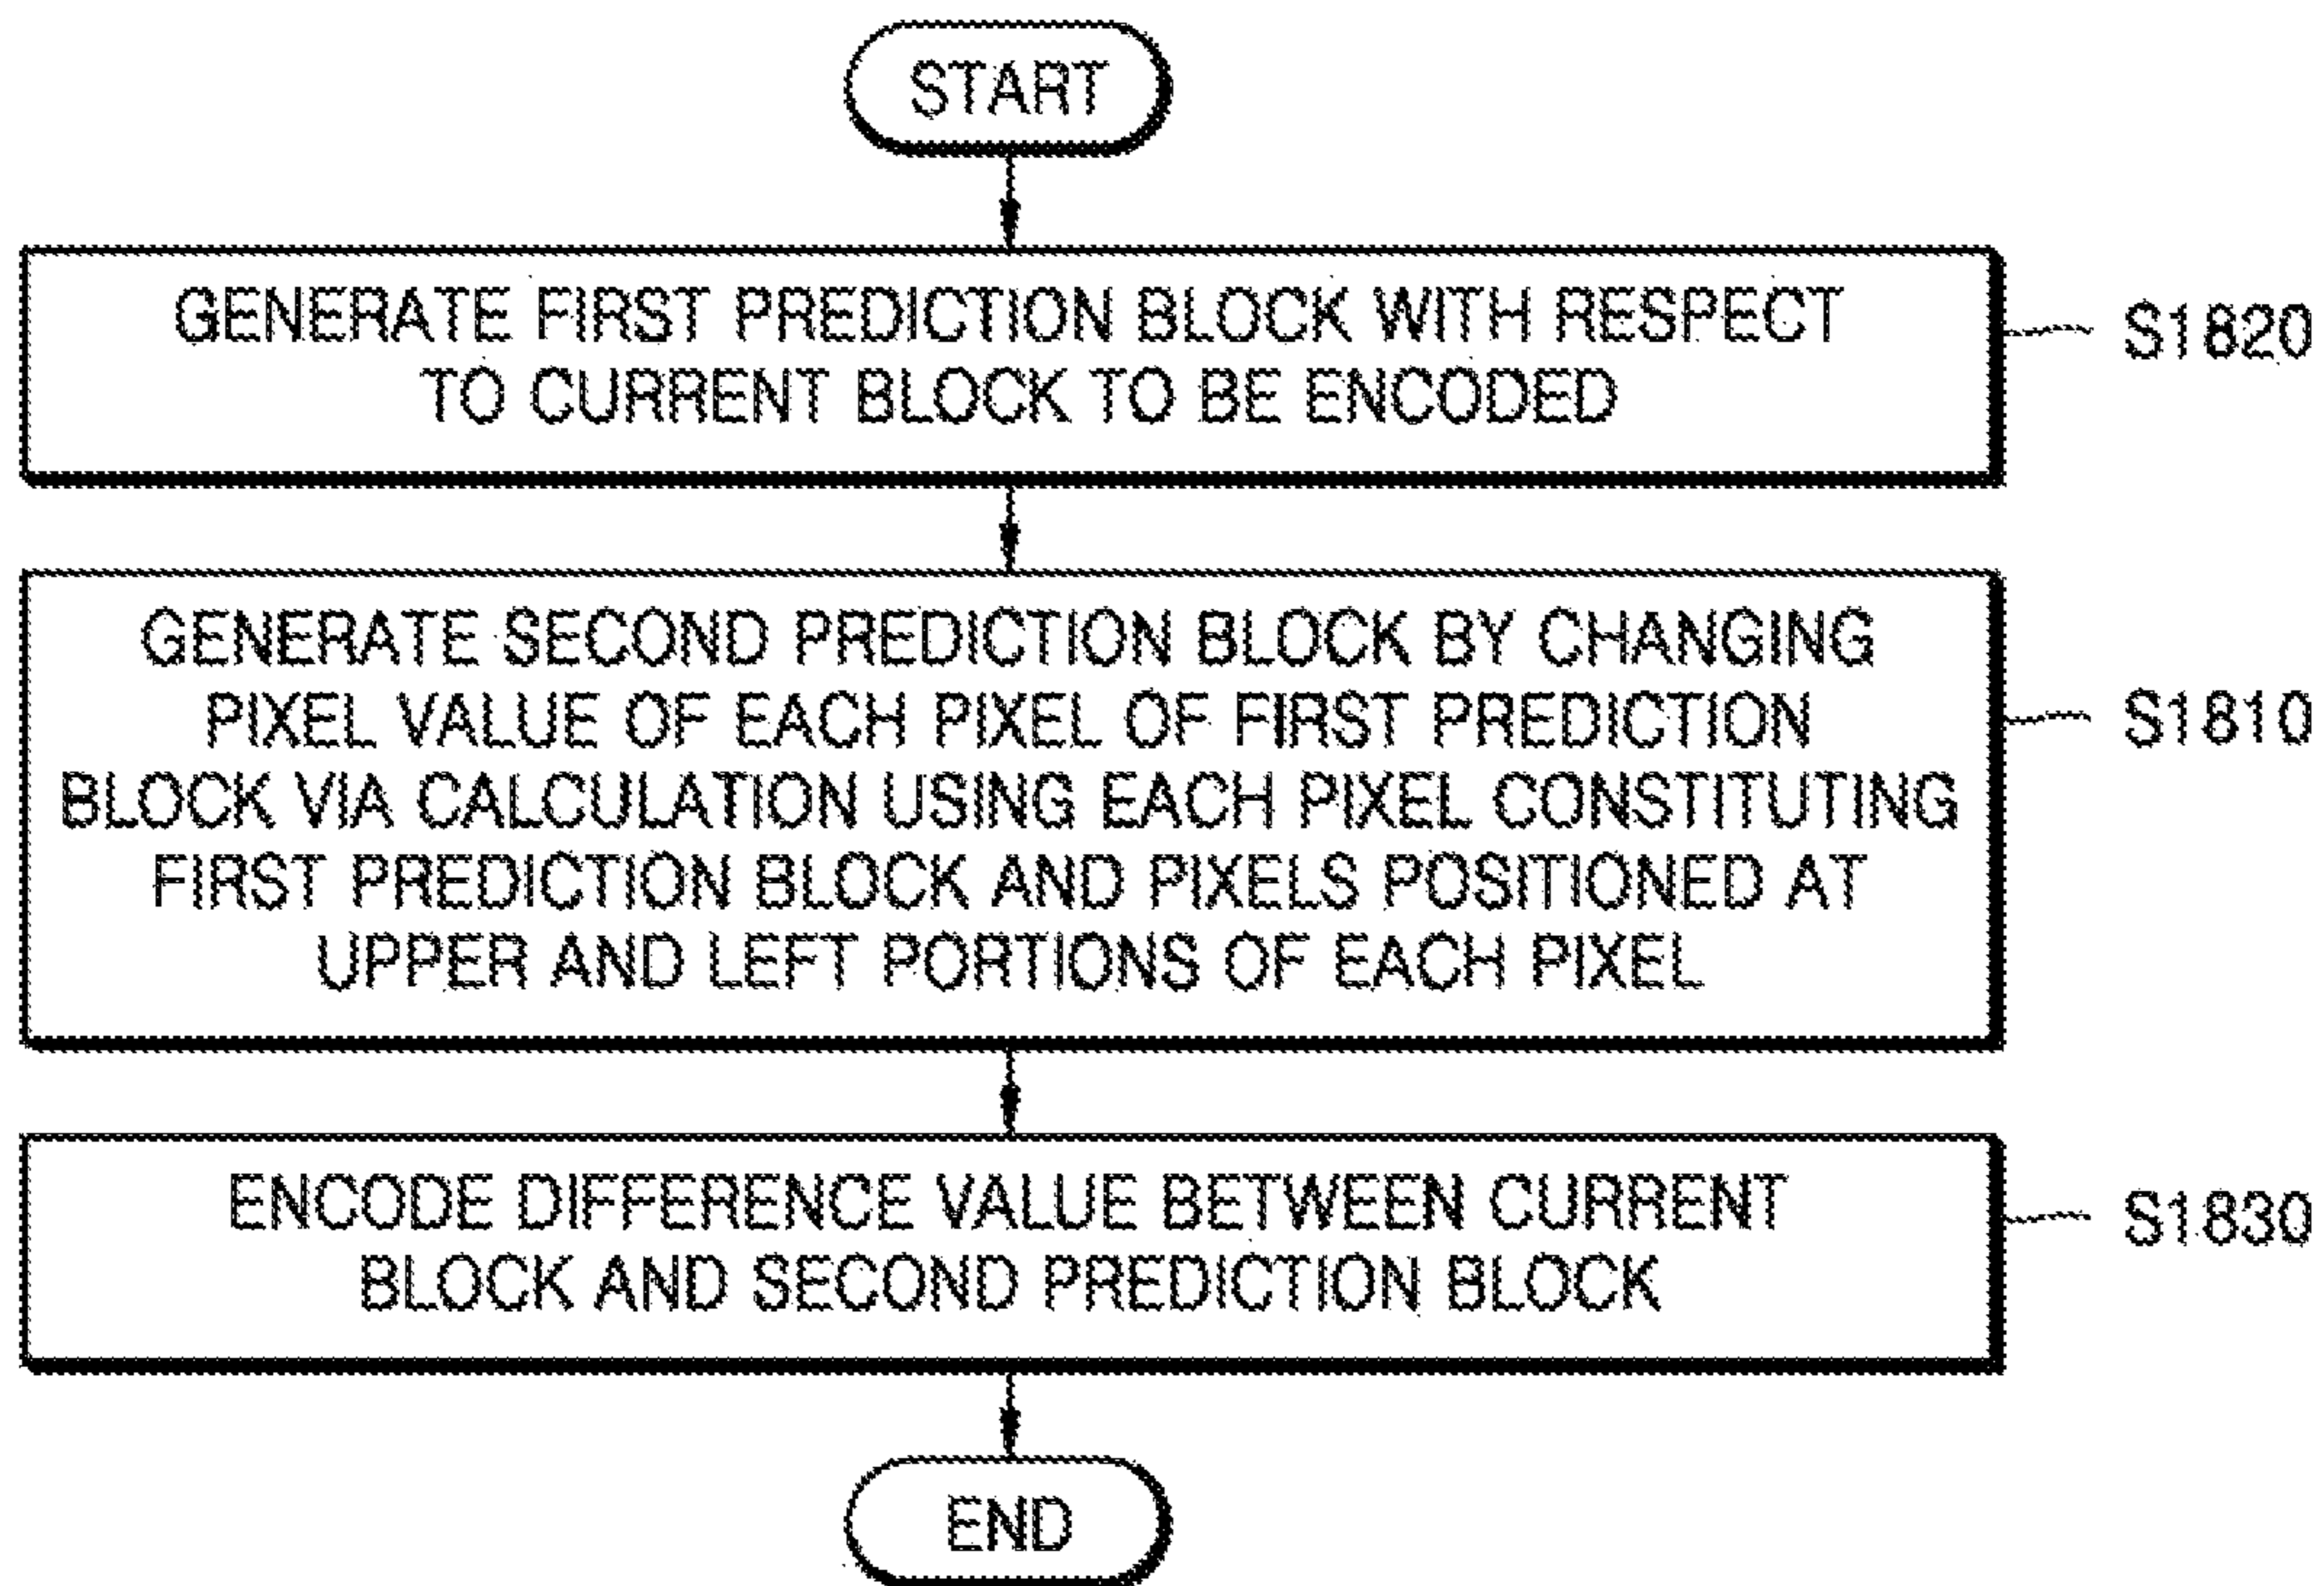 START
GENERATE FIRST PREDICTION BLOCK WITH RESPECT
TO CURRENT BLOCK TO BE ENCODED
S1820
GENERATE SECOND PREDICTION BLOCK BY CHANGING
PIXEL VALUE OF EACH PIXEL OF FIRST PREDICTION
BLOCK VIA CALCULATION USING EACH PIXEL CONSTITUTING
FIRST PREDICTION BLOCK AND PIXELS POSITIONED AT
UPPER AND LEFT PORTIONS OF EACH PIXEL
S1810
ENCODE DIFFERENCE VALUE BETWEEN CURRENT
BLOCK AND SECOND PREDICTION BLOCK
S1830
END